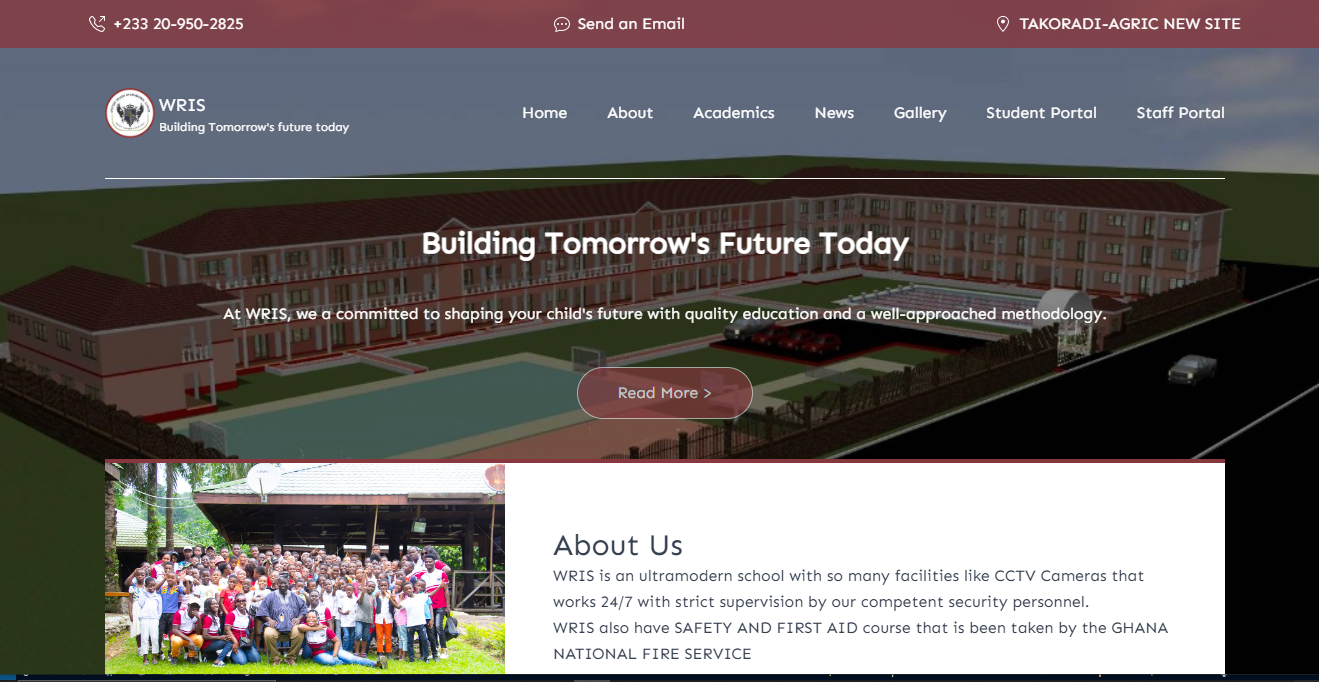 +233 20-950-2825
Send an Email
TAKORADI-AGRIC NEW SITE
WRIS
Building Tomorrow's future today
Home
About
Academics
News
Gallery
Student Portal
Staff Portal
Building Tomorrow's Future Today
At WRIS, we a committed to shaping your child's future with quality education and a well-approached methodology.
Read More >
About Us
WRIS is an ultramodern school with so many facilities like CCTV Cameras that
works 24/7 with strict supervision by our competent security personnel.
WRIS also have SAFETY AND FIRST AID course that is been taken by the GHANA
NATIONAL FIRE SERVICE